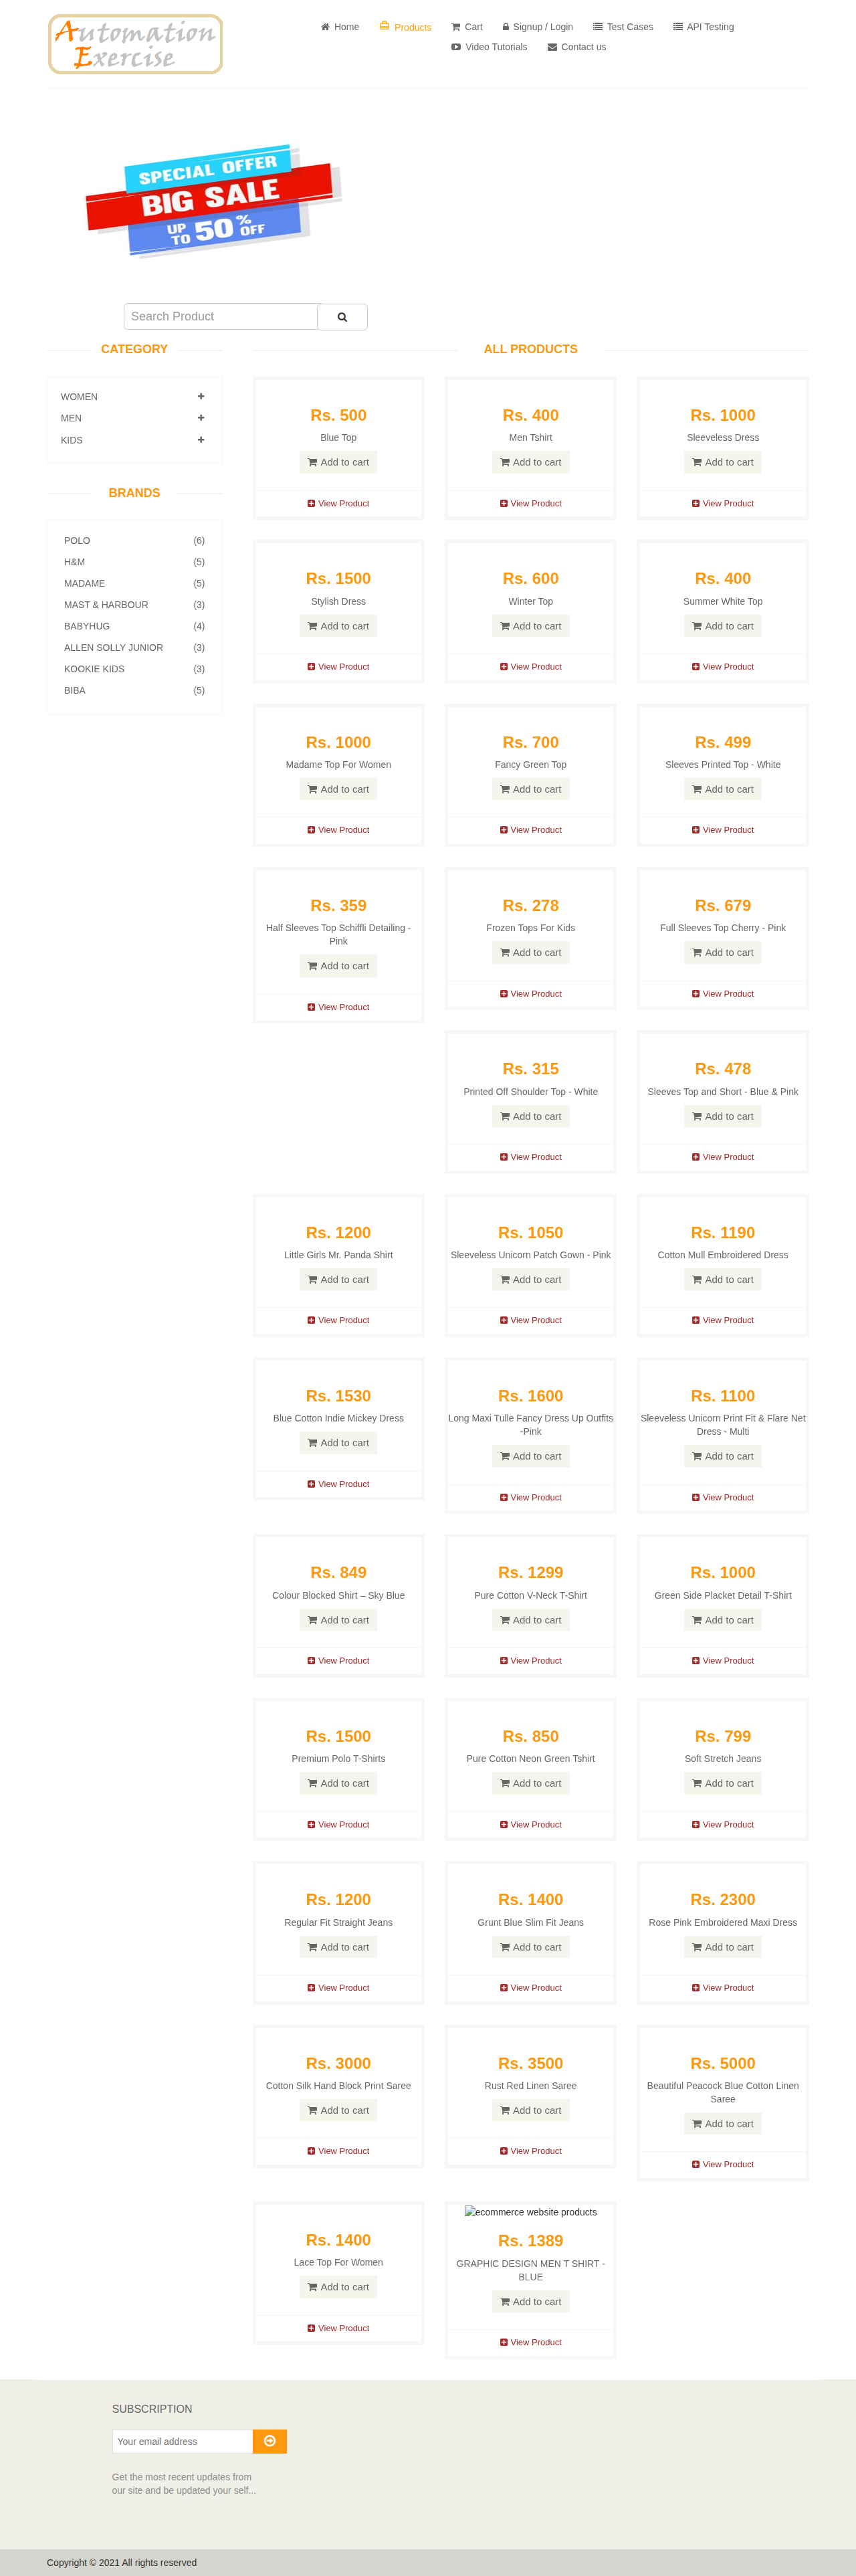 Automation
Exercise
Home
Products
Cart
Signup / Login
Test Cases
API Testing
Video Tutorials
Contact us
SPECIAL OFFER
BIG SALE
UP TO 50 % OFF
Search Product
CATEGORY
WOMEN
MEN
KIDS
BRANDS
POLO (6)
H&M (5)
MADAME (5)
MAST & HARBOUR (3)
BABYHUG (4)
ALLEN SOLLY JUNIOR (3)
KOOKIE KIDS (3)
BIBA (5)
ALL PRODUCTS
Rs. 500
Blue Top
Add to cart
View Product
Rs. 400
Men Tshirt
Add to cart
View Product
Rs. 1000
Sleeveless Dress
Add to cart
View Product
Rs. 1500
Stylish Dress
Add to cart
View Product
Rs. 600
Winter Top
Add to cart
View Product
Rs. 400
Summer White Top
Add to cart
View Product
Rs. 1000
Madame Top For Women
Add to cart
View Product
Rs. 700
Fancy Green Top
Add to cart
View Product
Rs. 499
Sleeves Printed Top - White
Add to cart
View Product
Rs. 359
Half Sleeves Top Schiffli Detailing -
Pink
Add to cart
View Product
Rs. 278
Frozen Tops For Kids
Add to cart
View Product
Rs. 679
Full Sleeves Top Cherry - Pink
Add to cart
View Product
Rs. 315
Printed Off Shoulder Top - White
Add to cart
View Product
Rs. 478
Sleeves Top and Short - Blue & Pink
Add to cart
View Product
Rs. 1200
Little Girls Mr. Panda Shirt
Add to cart
View Product
Rs. 1050
Sleeveless Unicorn Patch Gown - Pink
Add to cart
View Product
Rs. 1190
Cotton Mull Embroidered Dress
Add to cart
View Product
Rs. 1530
Blue Cotton Indie Mickey Dress
Add to cart
View Product
Rs. 1600
Long Maxi Tulle Fancy Dress Up Outfits
-Pink
Add to cart
View Product
Rs. 1100
Sleeveless Unicorn Print Fit & Flare Net
Dress - Multi
Add to cart
View Product
Rs. 849
Colour Blocked Shirt – Sky Blue
Add to cart
View Product
Rs. 1299
Pure Cotton V-Neck T-Shirt
Add to cart
View Product
Rs. 1000
Green Side Placket Detail T-Shirt
Add to cart
View Product
Rs. 1500
Premium Polo T-Shirts
Add to cart
View Product
Rs. 850
Pure Cotton Neon Green Tshirt
Add to cart
View Product
Rs. 799
Soft Stretch Jeans
Add to cart
View Product
Rs. 1200
Regular Fit Straight Jeans
Add to cart
View Product
Rs. 1400
Grunt Blue Slim Fit Jeans
Add to cart
View Product
Rs. 2300
Rose Pink Embroidered Maxi Dress
Add to cart
View Product
Rs. 3000
Cotton Silk Hand Block Print Saree
Add to cart
View Product
Rs. 3500
Rust Red Linen Saree
Add to cart
View Product
Rs. 5000
Beautiful Peacock Blue Cotton Linen
Saree
Add to cart
View Product
Rs. 1400
Lace Top For Women
Add to cart
View Product
ecommerce website products
Rs. 1389
GRAPHIC DESIGN MEN T SHIRT -
BLUE
Add to cart
View Product
SUBSCRIPTION
Your email address
Get the most recent updates from
our site and be updated your self...
Copyright © 2021 All rights reserved